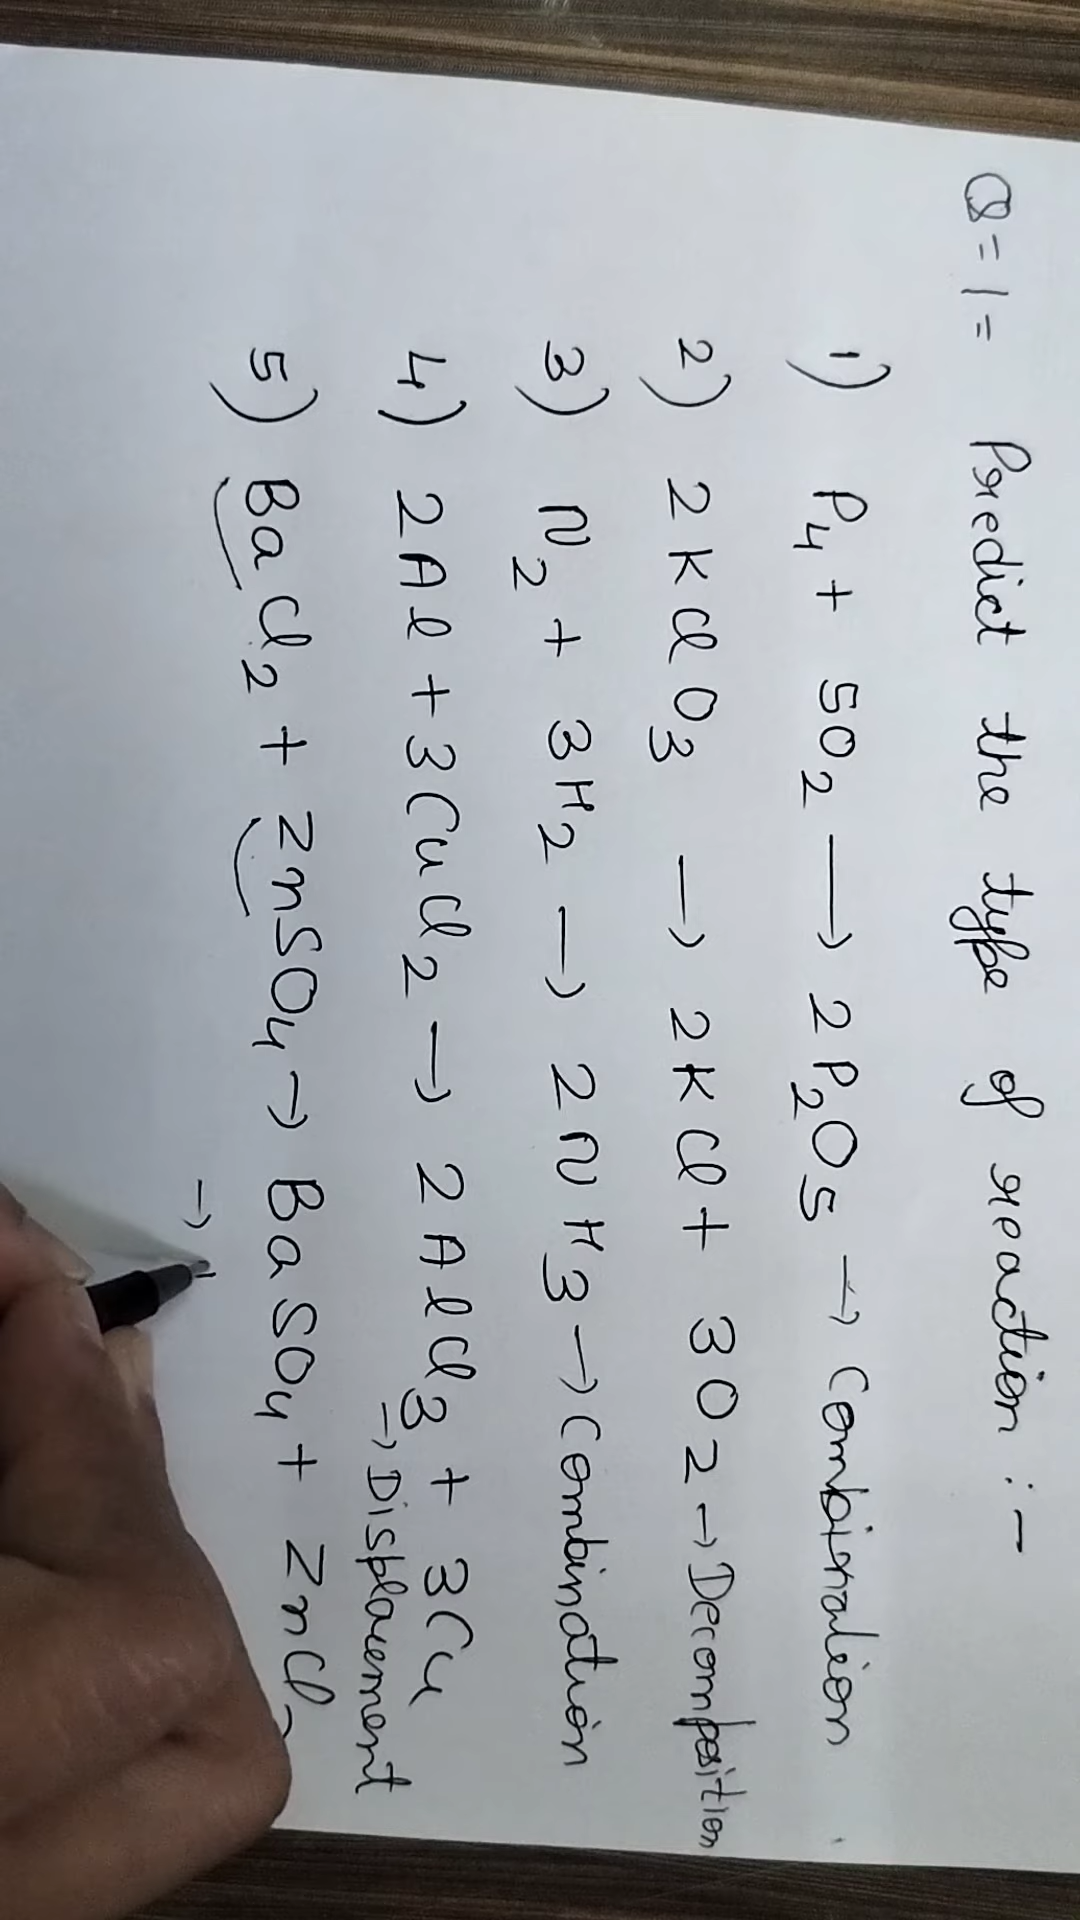 Q=1= Predict the type of reaction :-
1) P₄ + 5O₂ ⟶ 2P₂O₅ → Combination
2) 2KClO₃ → 2KCl + 3O₂ → Decomposition
3) N₂ + 3H₂ → 2NH₃ → Combination
4) 2Al + 3CuCl₂ → 2AlCl₃ + 3Cu
→ Displacement
5) BaCl₂ + ZnSO₄ → BaSO₄ + ZnCl₂
→